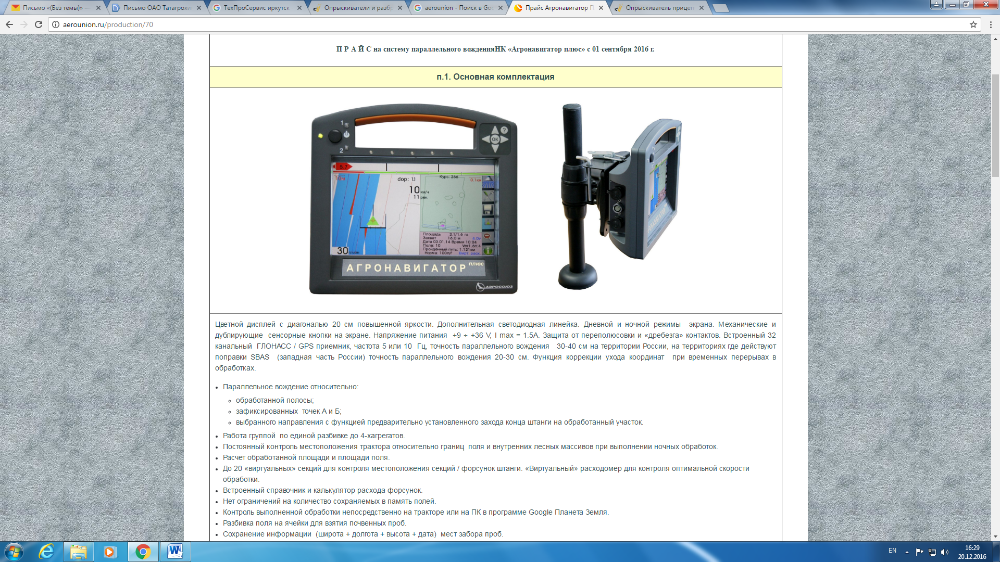 Письмо «(Без темы)» —
Письмо ОАО Татагрохи
ТехПроСервис иркутск -
Опрыскиватели и разбр
aerounion - Поиск в Goo
Прайс Агронавигатор П
Опрыскиватель прицеп
aerounion.ru/production/70
П Р А Й С на систему параллельного вожденияНК «Агронавигатор плюс» с 01 сентября 2016 г.
п.1. Основная комплектация
1
2
?
OK
5.7
10м
dop: 1.1
Курс: 266
0.1км
10 км/ч
11 рек.
Площадь 2.1/1.6 га
Захват 16.0 м 4.0v
Дата 03.01.14 Время 10:04
Поле: 10 Ver1.6n:4
Пройденный путь: 1.121км
Норма: 100л/г Вирт. расх.
30 л/мин
АГРОНАВИГАТОР плюс
АЭРОСОЮЗ
Цветной дисплей с диагональю 20 см повышенной яркости. Дополнительная светодиодная линейка. Дневной и ночной режимы экрана. Механические и
дублирующие сенсорные кнопки на экране. Напряжение питания +9 ÷ +36 V, I max = 1.5A. Защита от переполюсовки и «дребезга» контактов. Встроенный 32
канальный ГЛОНАСС / GPS приемник, частота 5 или 10 Гц, точность параллельного вождения 30-40 см на территории России, на территориях где действуют
поправки SBAS (западная часть России) точность параллельного вождения 20-30 см. Функция коррекции ухода координат при временных перерывах в
обработках.
• Параллельное вождение относительно:
◦ обработанной полосы;
◦ зафиксированных точек А и Б;
◦ выбранного направления с функцией предварительно установленного захода конца штанги на обработанный участок.
• Работа группой по единой разбивке до 4-хагрегатов.
• Постоянный контроль местоположения трактора относительно границ поля и внутренних лесных массивов при выполнении ночных обработок.
• Расчет обработанной площади и площади поля.
• До 20 «виртуальных» секций для контроля местоположения секций / форсунок штанги. «Виртуальный» расходомер для контроля оптимальной скорости
обработки.
• Встроенный справочник и калькулятор расхода форсунок.
• Нет ограничений на количество сохраняемых в память полей.
• Контроль выполненной обработки непосредственно на тракторе или на ПК в программе Google Планета Земля.
• Разбивка поля на ячейки для взятия почвенных проб.
• Сохранение информации (широта + долгота + высота + дата) мест забора проб.
EN
16:29
20.12.2016